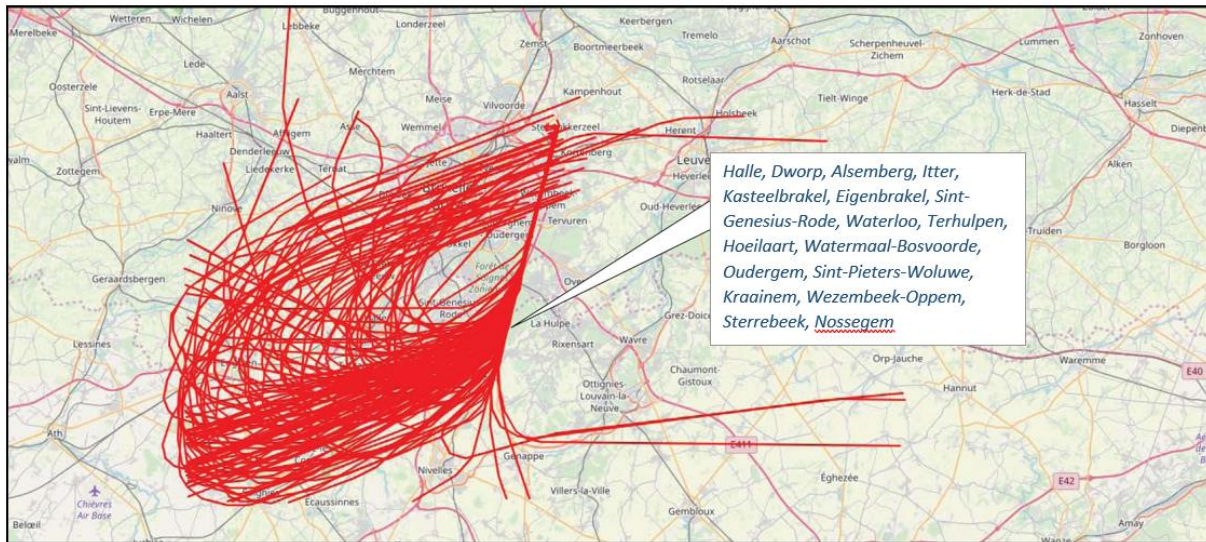 Wetteren
Wichelen
Lebbeke
Buggenhout
Londerzeel
Keerbergen
Tremelo
Aarschot
Lummen
Zonhoven
Merelbeke
Zemst
Boortmeerbeek
Scherpenheuvel-
Zichem
Oosterzele
Lede
Merchtem
Rotselaar
Aalst
Meise
Vilvoorde
Kampenhout
Tielt-Winge
Herk-de-Stad
Hasselt
Sint-Lievens-
Houtem
Erpe-Mere
Haaltert
Affligem
Asse
Wemmel
Holsbeek
Herent
Denderleeuw
Liedekerke
Ternat
Zottegem
Alken
Heverlee
Ninove
Tervuren
Oud-Heverlee
Borgloon
Geraardsbergen
Halle, Dworp, Alsemberg, Itter,
Kasteelbrakel, Eigenbrakel, Sint-
Genesius-Rode, Waterloo, Terhulpen,
Hoeilaart, Watermaal-Bosvoorde,
Oudergem, Sint-Pieters-Woluwe,
Kraainem, Wezembeek-Oppem,
Sterrebeek, Nossegem
Lessines
La Hulpe
Rixensart
Wavre
Grez-Doice
Orp-Jauche
Waremme
E40
Chaumont-
Gistoux
Hannut
Ottignies-
Louvain-la-
Neuve
Ath
E411
Genappe
Nivelles
Éghezée
E42
Chièvres
Air Base
Ecaussinnes
Villers-la-Ville
Gembloux
Amay
Belœil